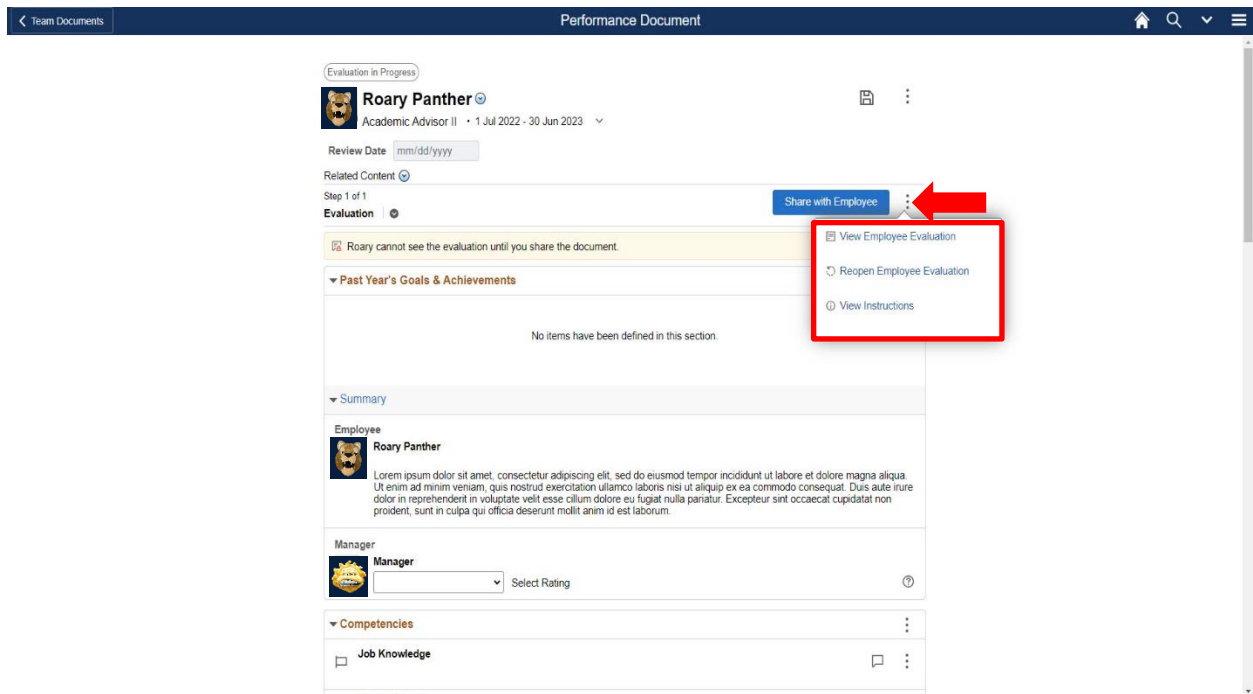 Team Documents
Performance Document
Evaluation in Progress
Roary Panther
Academic Advisor II • 1 Jul 2022 - 30 Jun 2023
Review Date mm/dd/yyyy
Related Content
Step 1 of 1
Share with Employee
Evaluation
View Employee Evaluation
Roary cannot see the evaluation until you share the document.
Reopen Employee Evaluation
Past Year's Goals & Achievements
View Instructions
No items have been defined in this section.
Summary
Employee
Roary Panther
Lorem ipsum dolor sit amet, consectetur adipiscing elit, sed do eiusmod tempor incididunt ut labore et dolore magna aliqua.
Ut enim ad minim veniam, quis nostrud exercitation ullamco laboris nisi ut aliquip ex ea commodo consequat. Duis aute irure
dolor in reprehenderit in voluptate velit esse cillum dolore eu fugiat nulla pariatur. Excepteur sint occaecat cupidatat non
proident, sunt in culpa qui officia deserunt mollit anim id est laborum.
Manager
Manager
Select Rating
Competencies
Job Knowledge